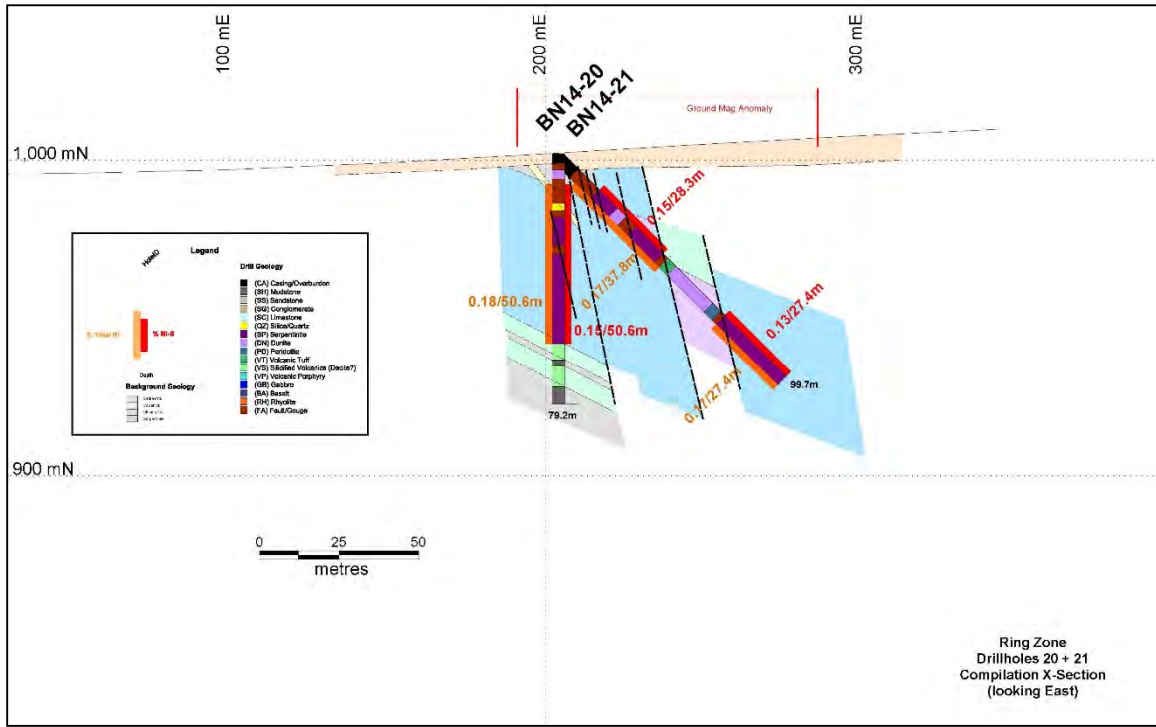 100 mE
200 mE
300 mE
BN14-20
BN14-21
Ground Mag Anomaly
1,000 mN
0.15/28.3m
0.17/37.8m
0.18/50.6m
0.15/50.6m
0.13/27.4m
0.17/27.4m
99.7m
79.2m
Legend
HoleID
Drill Geology
(CA) Casing/Overburden
(SH) Mudstone
(SS) Sandstone
(SG) Conglomerate
(SC) Limestone
(QZ) Silica/Quartz
(SP) Serpentinite
(DN) Dunite
(PD) Peridotite
(VT) Volcanic Tuff
(VS) Silicified Volcanics (Dacite?)
(VP) Volcanic Porphyry
(GB) Gabbro
(BA) Basalt
(RH) Rhyolite
(FA) Fault/Gouge
% Ni-S
Depth
Background Geology
900 mN
0 25 50
metres
Ring Zone
Drillholes 20 + 21
Compilation X-Section
(looking East)